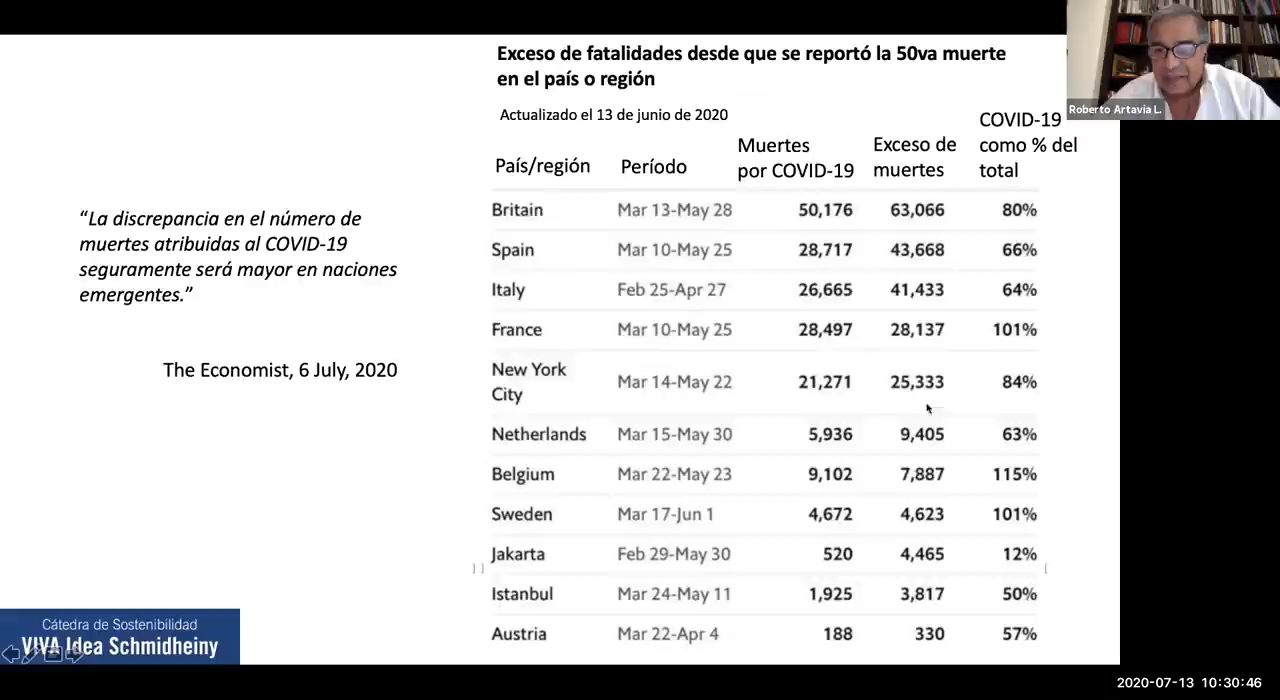 Exceso de fatalidades desde que se reportó la 50va muerte
en el país o región
Actualizado el 13 de junio de 2020
Roberto Artavia L.
País/región Período Muertes por COVID-19 Exceso de muertes COVID-19 como % del total
Britain Mar 13-May 28 50,176 63,066 80%
Spain Mar 10-May 25 28,717 43,668 66%
Italy Feb 25-Apr 27 26,665 41,433 64%
France Mar 10-May 25 28,497 28,137 101%
New York City Mar 14-May 22 21,271 25,333 84%
Netherlands Mar 15-May 30 5,936 9,405 63%
Belgium Mar 22-May 23 9,102 7,887 115%
Sweden Mar 17-Jun 1 4,672 4,623 101%
Jakarta Feb 29-May 30 520 4,465 12%
Istanbul Mar 24-May 11 1,925 3,817 50%
Austria Mar 22-Apr 4 188 330 57%
“La discrepancia en el número de
muertes atribuidas al COVID-19
seguramente será mayor en naciones
emergentes.”
The Economist, 6 July, 2020
Cátedra de Sostenibilidad
VIVA Idea Schmidheiny
2020-07-13 10:30:46